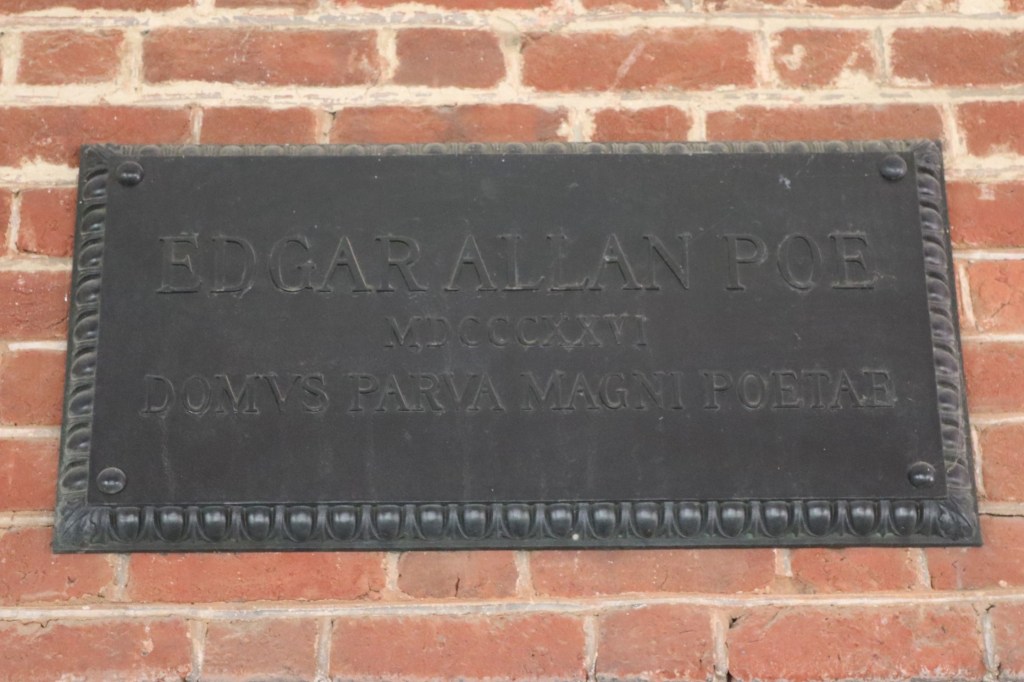 EDGAR ALLAN POE
MDCCCXXVI
DOMVS PARVA MAGNI POETAE